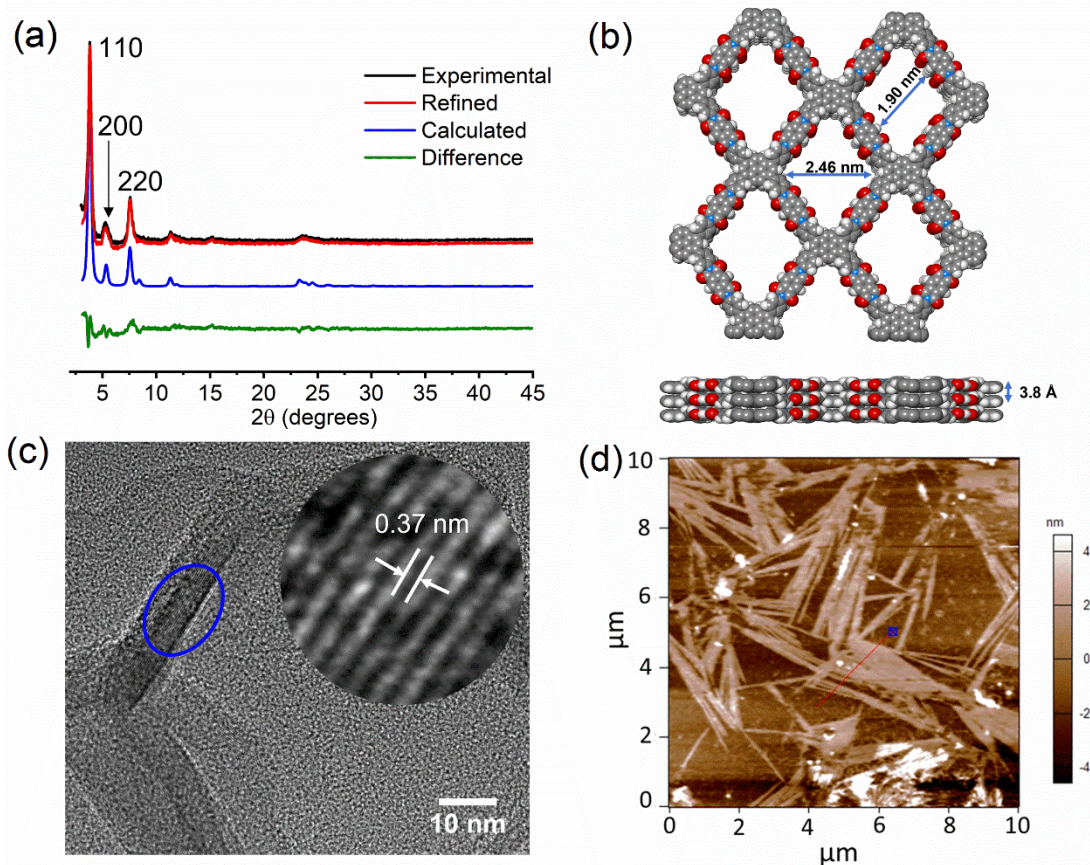 (a)
110
200
220
Experimental
Refined
Calculated
Difference
5 10 15 20 25 30 35 40 45
2θ (degrees)
(b)
1.90 nm
2.46 nm
3.8 Å
(c)
0.37 nm
10 nm
(d)
10
8
6
4
2
0
μm
0 2 4 6 8 10
μm
nm
4
2
0
-2
-4